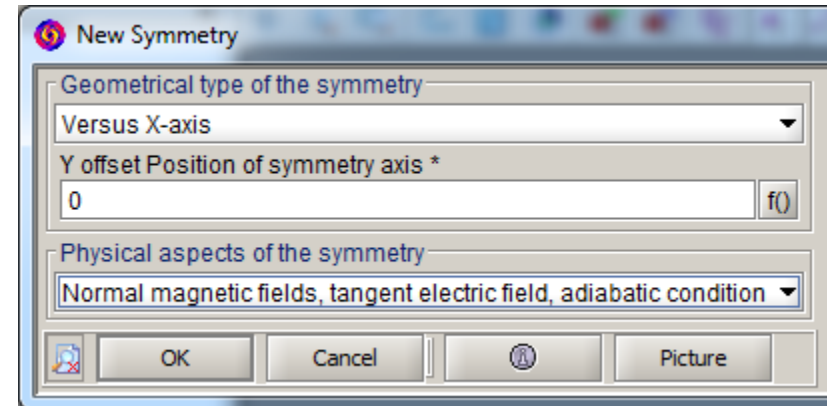 New Symmetry
Geometrical type of the symmetry
Versus X-axis
Y offset Position of symmetry axis *
0 f()
Physical aspects of the symmetry
Normal magnetic fields, tangent electric field, adiabatic condition
OK Cancel Picture